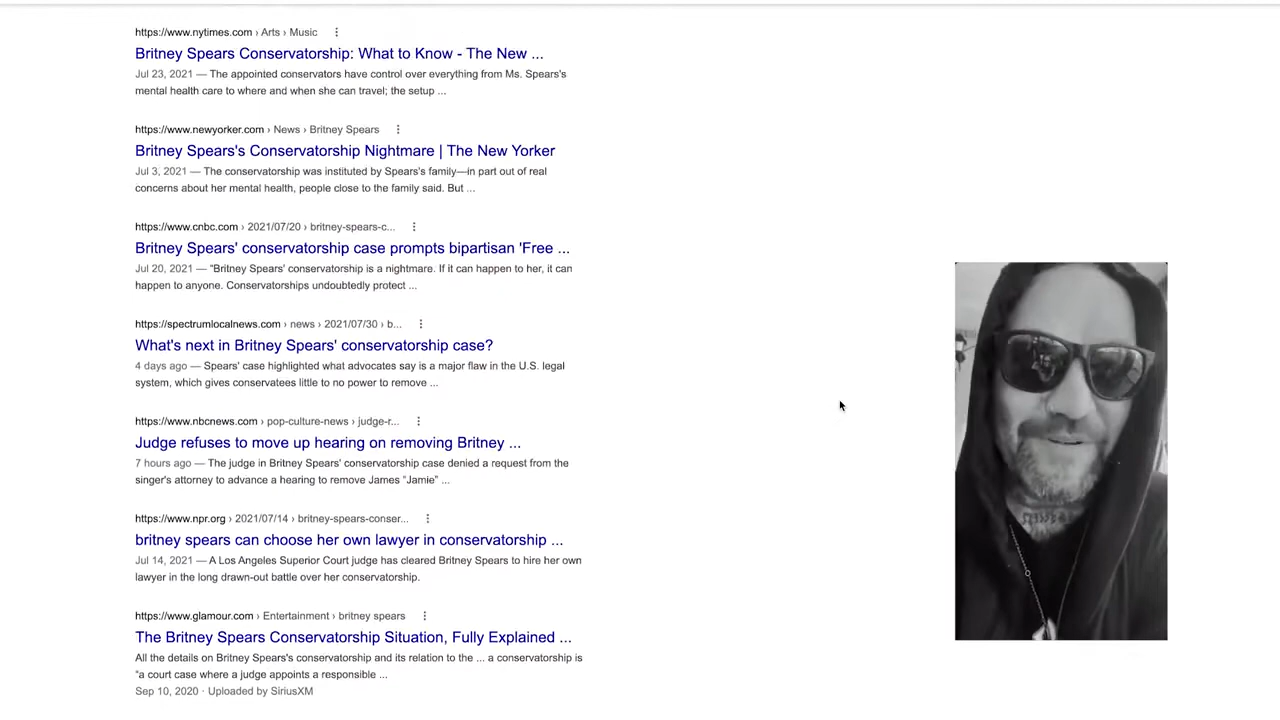 https://www.nytimes.com › Arts › Music
Britney Spears Conservatorship: What to Know - The New ...
Jul 23, 2021 — The appointed conservators have control over everything from Ms. Spears's
mental health care to where and when she can travel; the setup ...
https://www.newyorker.com › News › Britney Spears
Britney Spears's Conservatorship Nightmare | The New Yorker
Jul 3, 2021 — The conservatorship was instituted by Spears's family—in part out of real
concerns about her mental health, people close to the family said. But ...
https://www.cnbc.com › 2021/07/20 › britney-spears-c...
Britney Spears' conservatorship case prompts bipartisan 'Free ...
Jul 20, 2021 — "Britney Spears' conservatorship is a nightmare. If it can happen to her, it can
happen to anyone. Conservatorships undoubtedly protect ...
https://spectrumlocalnews.com › news › 2021/07/30 › b...
What's next in Britney Spears' conservatorship case?
4 days ago — Spears' case highlighted what advocates say is a major flaw in the U.S. legal
system, which gives conservatees little to no power to remove ...
https://www.nbcnews.com › pop-culture-news › judge-r...
Judge refuses to move up hearing on removing Britney ...
7 hours ago — The judge in Britney Spears' conservatorship case denied a request from the
singer's attorney to advance a hearing to remove James "Jamie" ...
https://www.npr.org › 2021/07/14 › britney-spears-conser...
britney spears can choose her own lawyer in conservatorship ...
Jul 14, 2021 — A Los Angeles Superior Court judge has cleared Britney Spears to hire her own
lawyer in the long drawn-out battle over her conservatorship.
https://www.glamour.com › Entertainment › britney spears
The Britney Spears Conservatorship Situation, Fully Explained ...
All the details on Britney Spears's conservatorship and its relation to the ... a conservatorship is
"a court case where a judge appoints a responsible ...
Sep 10, 2020 · Uploaded by SiriusXM